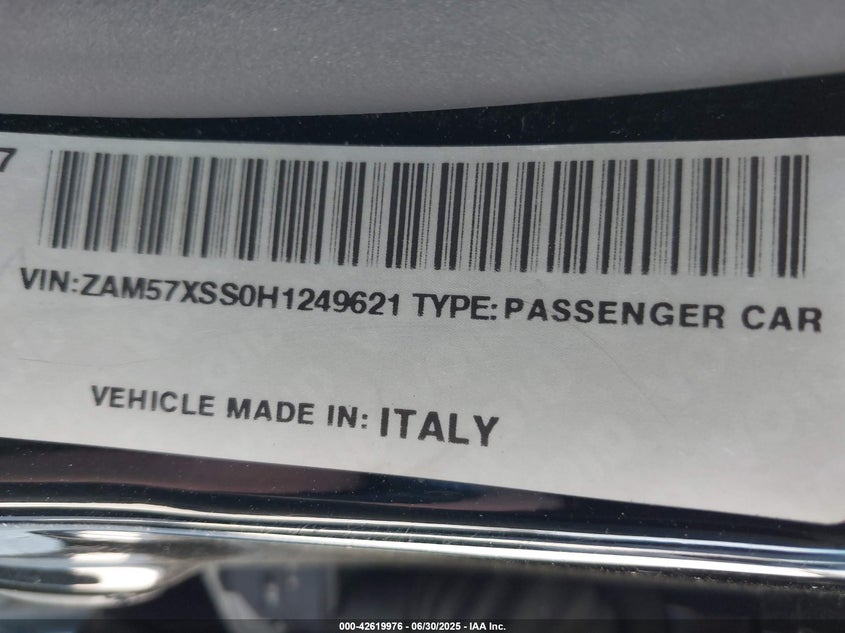 7
VIN:ZAM57XSS0H1249621 TYPE:PASSENGER CAR
VEHICLE MADE IN: ITALY
000-42619976 - 06/30/2025 - IAA Inc.